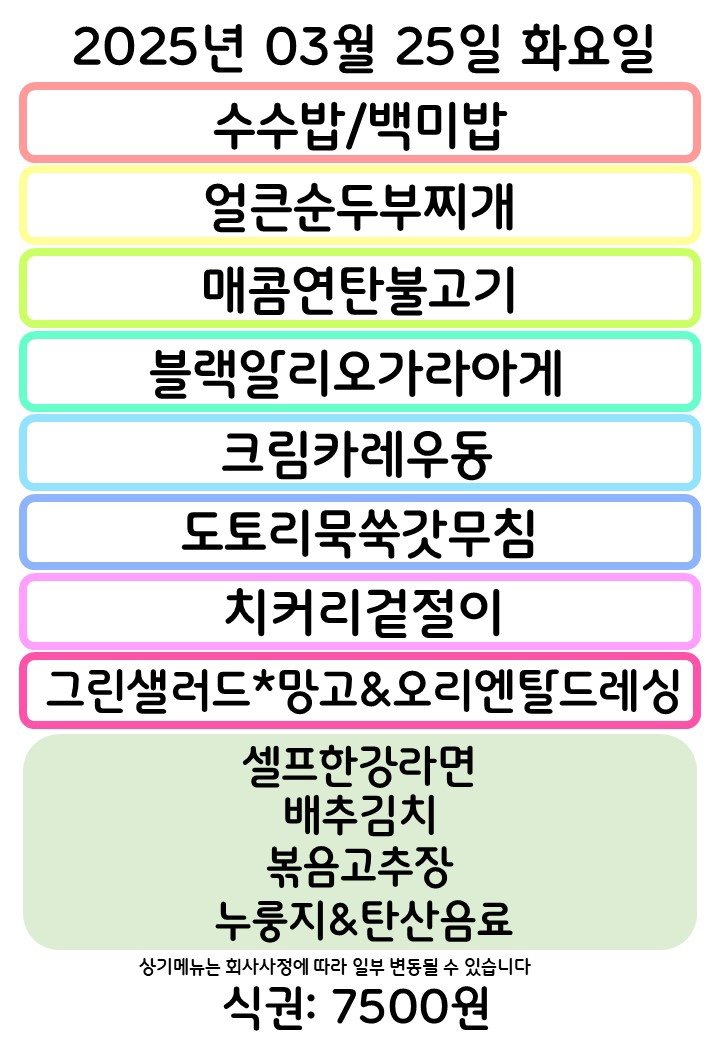 2025년 03월 25일 화요일
수수밥/백미밥
얼큰순두부찌개
매콤연탄불고기
블랙알리오가라아게
크림카레우동
도토리묵쑥갓무침
치커리겉절이
그린샐러드*망고&오리엔탈드레싱
셀프한강라면
배추김치
볶음고추장
누룽지&탄산음료
상기메뉴는 회사사정에 따라 일부 변동될 수 있습니다
식권: 7500원